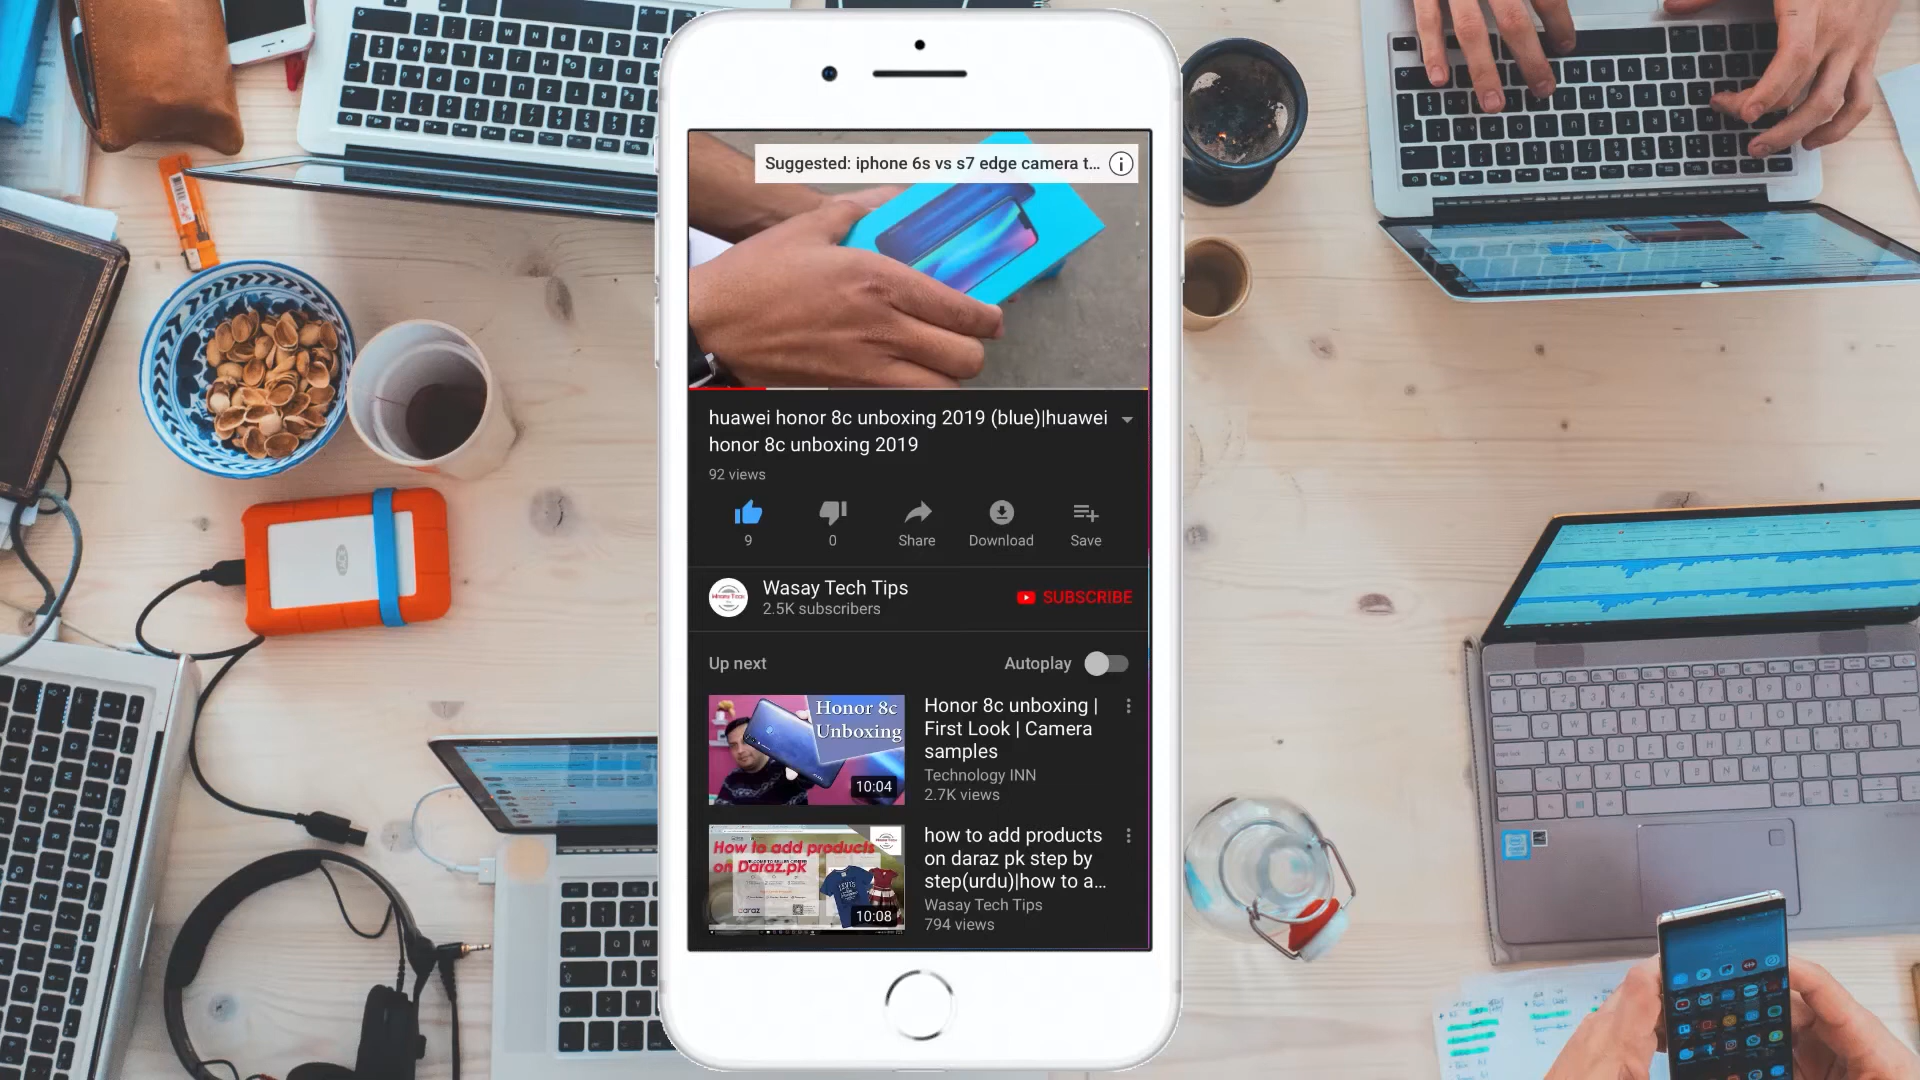 Suggested: iphone 6s vs s7 edge camera t...
huawei honor 8c unboxing 2019 (blue)|huawei
honor 8c unboxing 2019
92 views
9
0
Share
Download
Save
Wasay Tech Tips
2.5K subscribers
SUBSCRIBE
Up next
Autoplay
Honor 8c
Unboxing
10:04
Honor 8c unboxing |
First Look | Camera
samples
Technology INN
2.7K views
How to add products
on Daraz.pk
10:08
how to add products
on daraz pk step by
step(urdu)|how to a...
Wasay Tech Tips
794 views